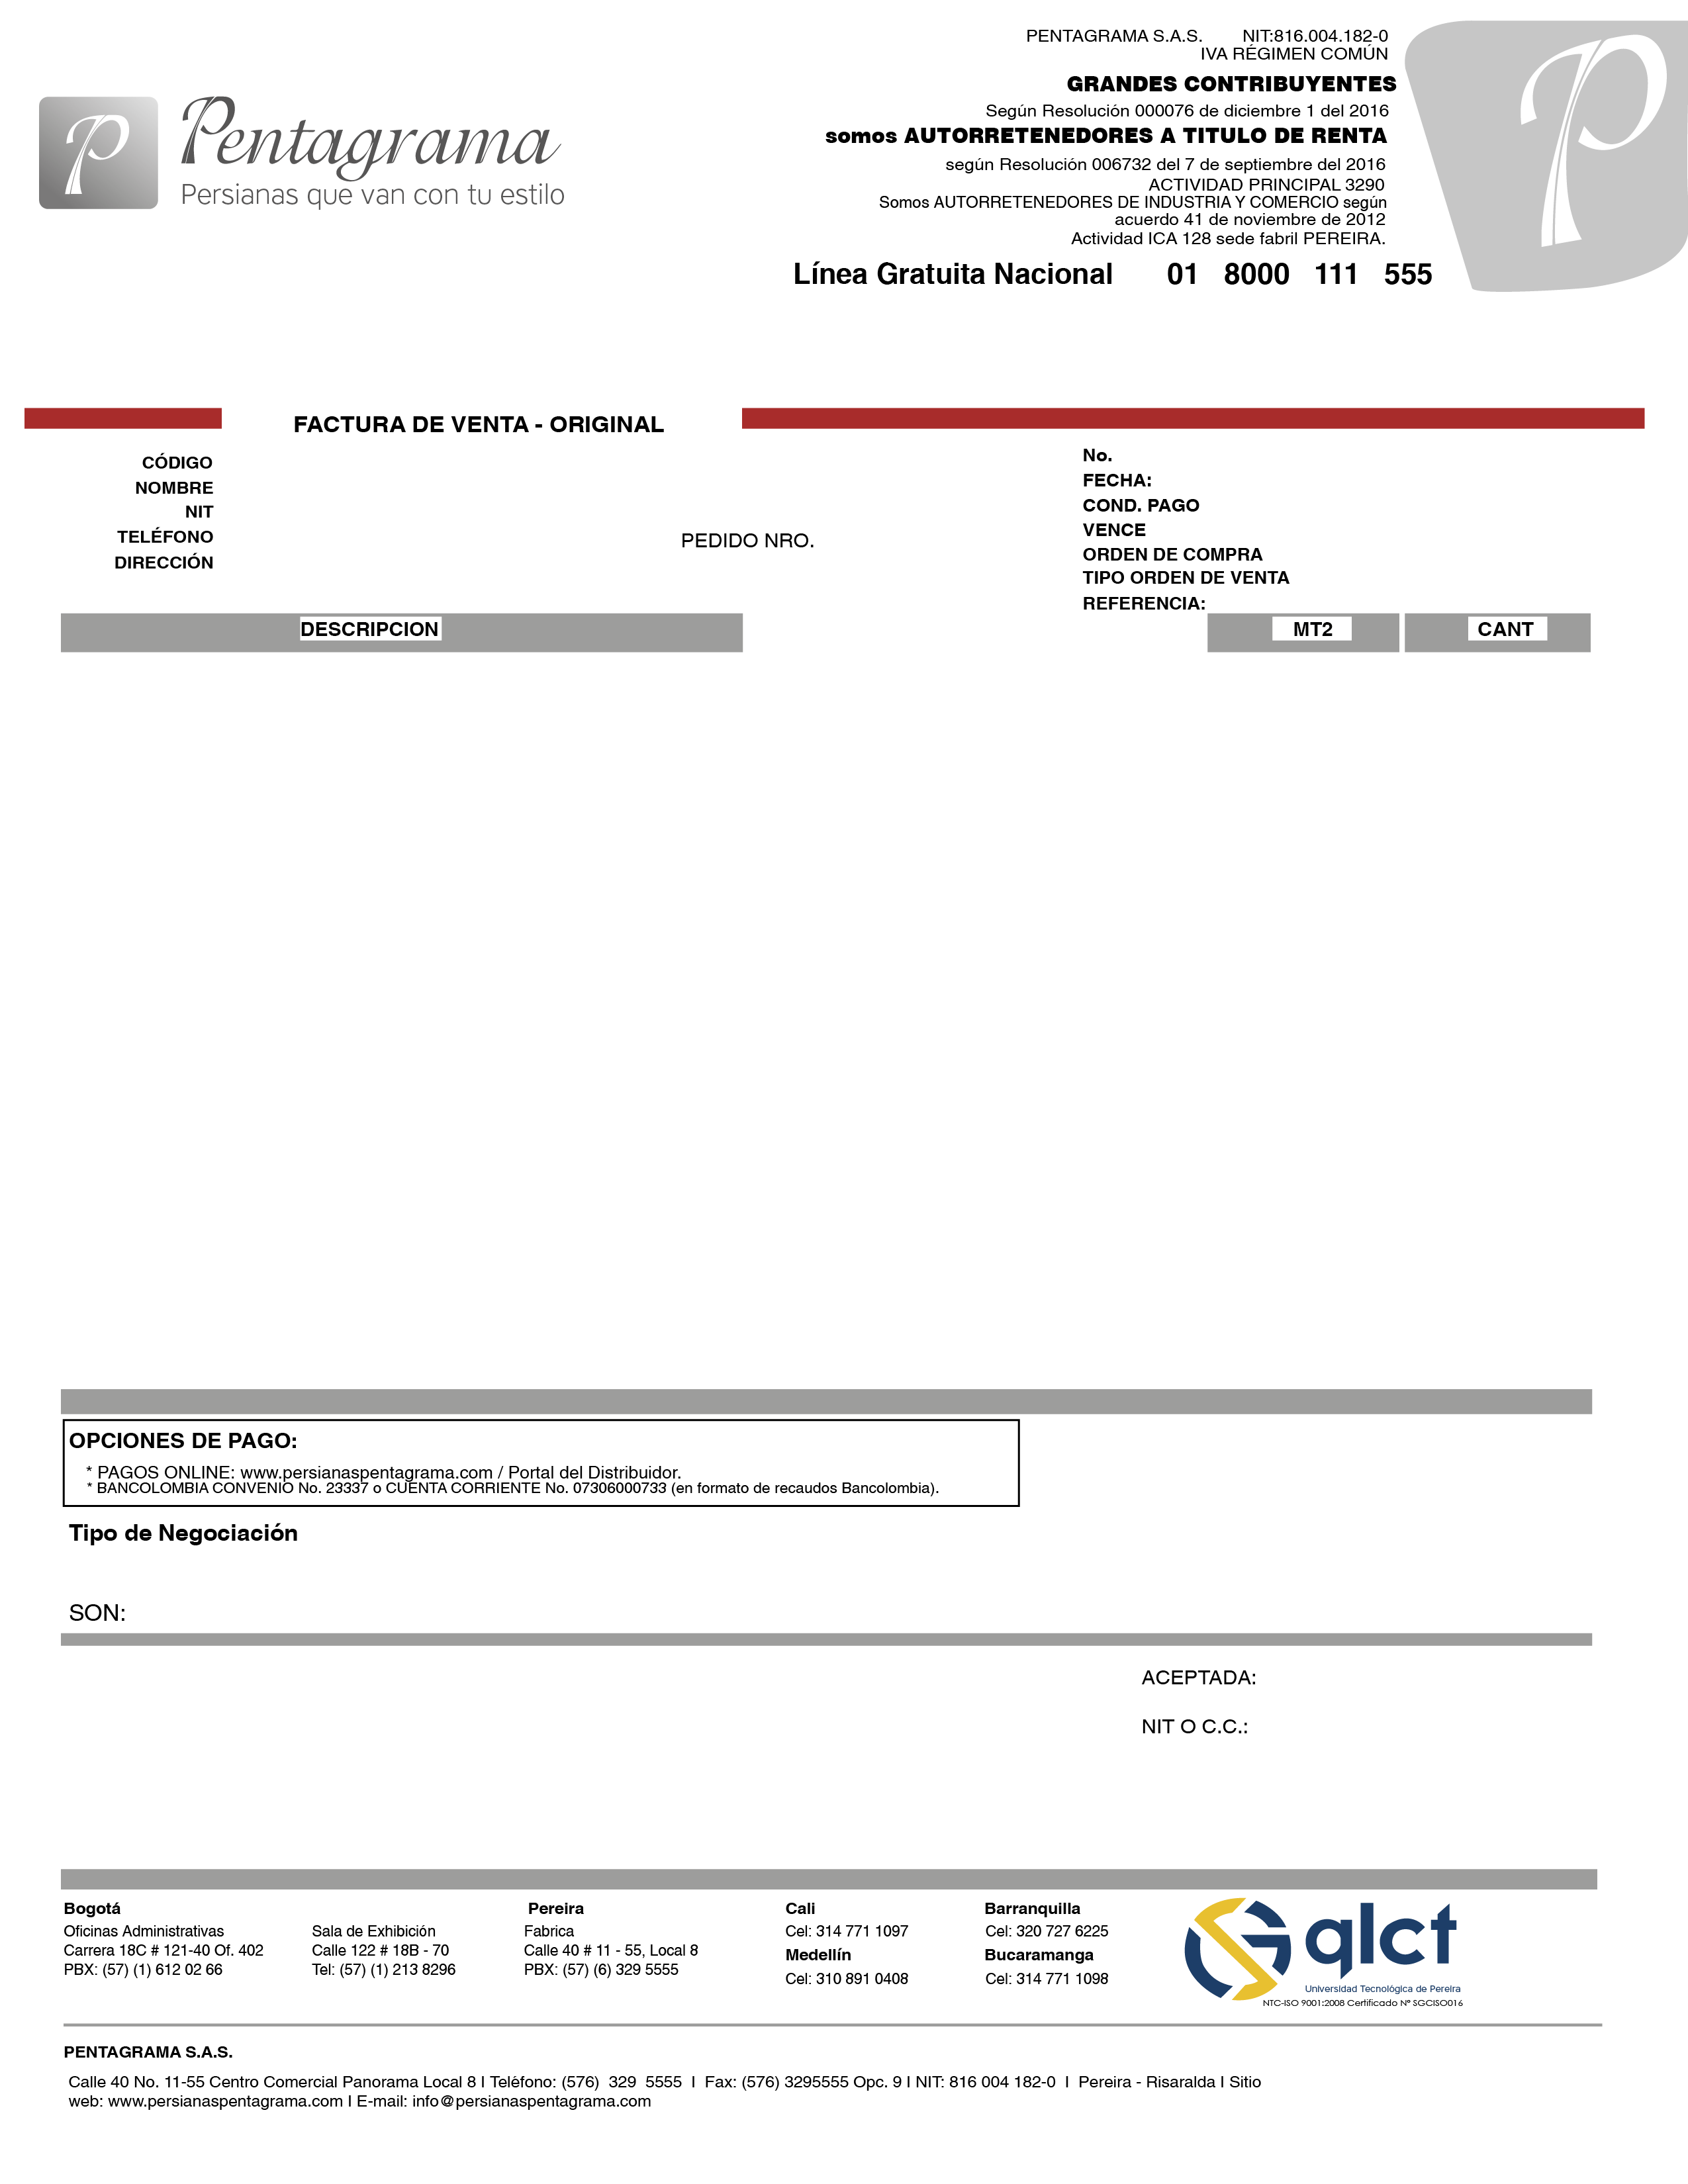 PENTAGRAMA S.A.S. NIT:816.004.182-0
IVA RÉGIMEN COMÚN
GRANDES CONTRIBUYENTES
Según Resolución 000076 de diciembre 1 del 2016
somos AUTORRETENEDORES A TITULO DE RENTA
según Resolución 006732 del 7 de septiembre del 2016
ACTIVIDAD PRINCIPAL 3290
Somos AUTORRETENEDORES DE INDUSTRIA Y COMERCIO según
acuerdo 41 de noviembre de 2012
Actividad ICA 128 sede fabril PEREIRA.
Línea Gratuita Nacional 01 8000 111 555
P
Pentagrama
Persianas que van con tu estilo
P
FACTURA DE VENTA - ORIGINAL
CÓDIGO
NOMBRE
NIT
TELÉFONO
DIRECCIÓN
PEDIDO NRO.
No.
FECHA:
COND. PAGO
VENCE
ORDEN DE COMPRA
TIPO ORDEN DE VENTA
REFERENCIA:
DESCRIPCION MT2 CANT
OPCIONES DE PAGO:
* PAGOS ONLINE: www.persianaspentagrama.com / Portal del Distribuidor.
* BANCOLOMBIA CONVENIO No. 23337 o CUENTA CORRIENTE No. 07306000733 (en formato de recaudos Bancolombia).
Tipo de Negociación
SON:
ACEPTADA:
NIT O C.C.:
Bogotá
Oficinas Administrativas
Carrera 18C # 121-40 Of. 402
PBX: (57) (1) 612 02 66
Sala de Exhibición
Calle 122 # 18B - 70
Tel: (57) (1) 213 8296
Pereira
Fabrica
Calle 40 # 11 - 55, Local 8
PBX: (57) (6) 329 5555
Cali
Cel: 314 771 1097
Medellín
Cel: 310 891 0408
Barranquilla
Cel: 320 727 6225
Bucaramanga
Cel: 314 771 1098
qlct
Universidad Tecnológica de Pereira
NTC-ISO 9001:2008 Certificado Nº SGCISO016
PENTAGRAMA S.A.S.
Calle 40 No. 11-55 Centro Comercial Panorama Local 8 I Teléfono: (576) 329 5555 I Fax: (576) 3295555 Opc. 9 I NIT: 816 004 182-0 I Pereira - Risaralda I Sitio
web: www.persianaspentagrama.com I E-mail: info@persianaspentagrama.com